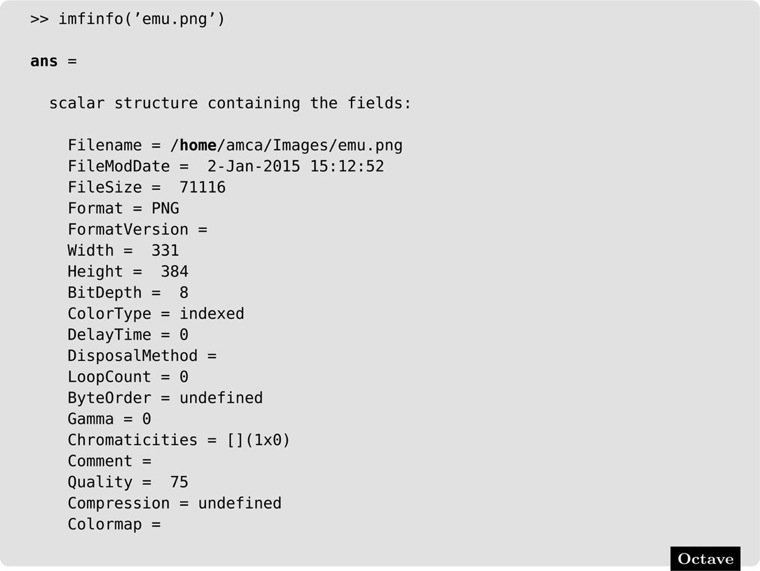 >> imfinfo(’emu.png’)
ans =
scalar structure containing the fields:
Filename = /home/amca/Images/emu.png
FileModDate =  2-Jan-2015 15:12:52
FileSize =  71116
Format = PNG
FormatVersion =
Width =  331
Height =  384
BitDepth =  8
ColorType = indexed
DelayTime = 0
DisposalMethod =
LoopCount = 0
ByteOrder = undefined
Gamma = 0
Chromaticities = [](1x0)
Comment =
Quality =  75
Compression = undefined
Colormap =
Octave